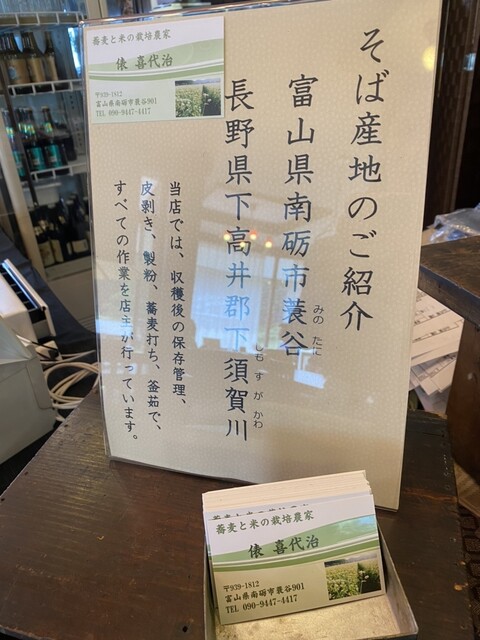 そば産地のご紹介
富山県南砺市蓑谷
みの たに
長野県下高井郡下須賀川
しも す が かわ
当店では、収穫後の保存管理、
皮剥き、製粉、蕎麦打ち、釜茹で、
すべての作業を店主が行っています。
蕎麦と米の栽培農家
俵 喜代治
〒939-1812
富山県南砺市蓑谷901
TEL 090-9447-4417
蕎麦と米の栽培農家
俵 喜代治
〒939-1812
富山県南砺市蓑谷901
TEL 090-9447-4417